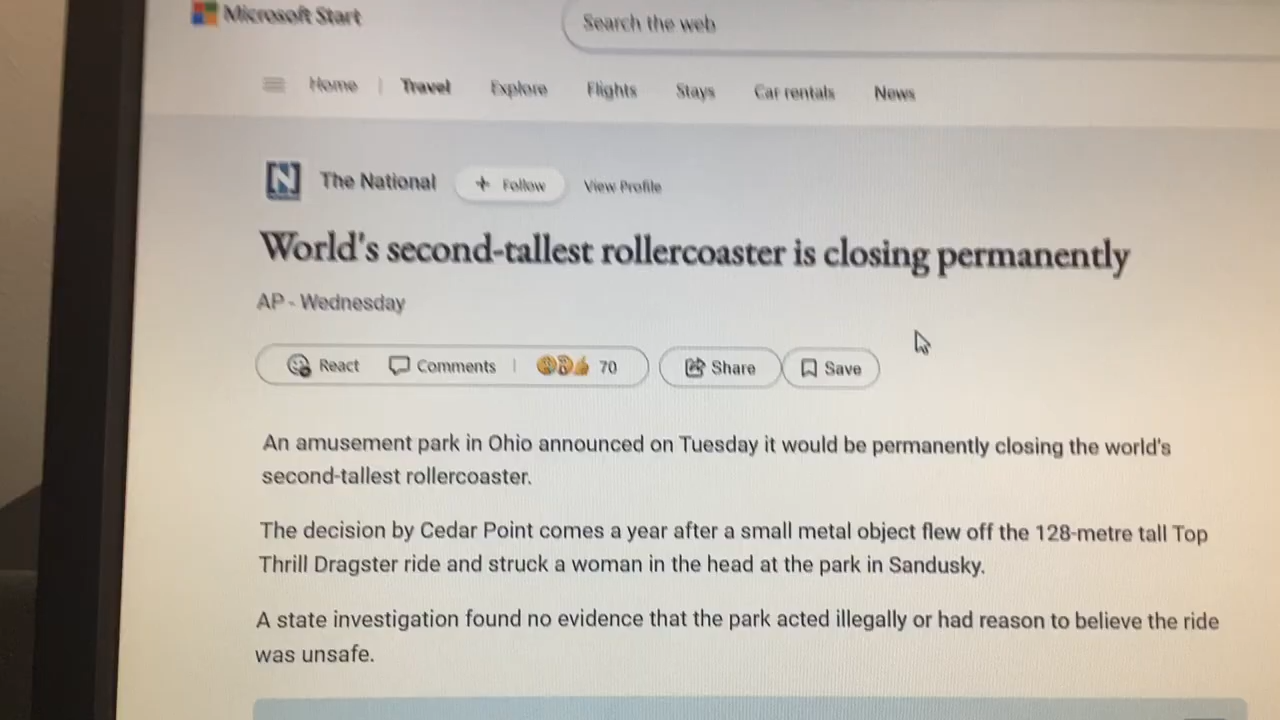 Microsoft Start
Search the web
Home | Travel Explore Flights Stays Car rentals News
N The National + Follow View Profile
World's second-tallest rollercoaster is closing permanently
AP - Wednesday
React Comments | 70 Share Save
An amusement park in Ohio announced on Tuesday it would be permanently closing the world's
second-tallest rollercoaster.
The decision by Cedar Point comes a year after a small metal object flew off the 128-metre tall Top
Thrill Dragster ride and struck a woman in the head at the park in Sandusky.
A state investigation found no evidence that the park acted illegally or had reason to believe the ride
was unsafe.